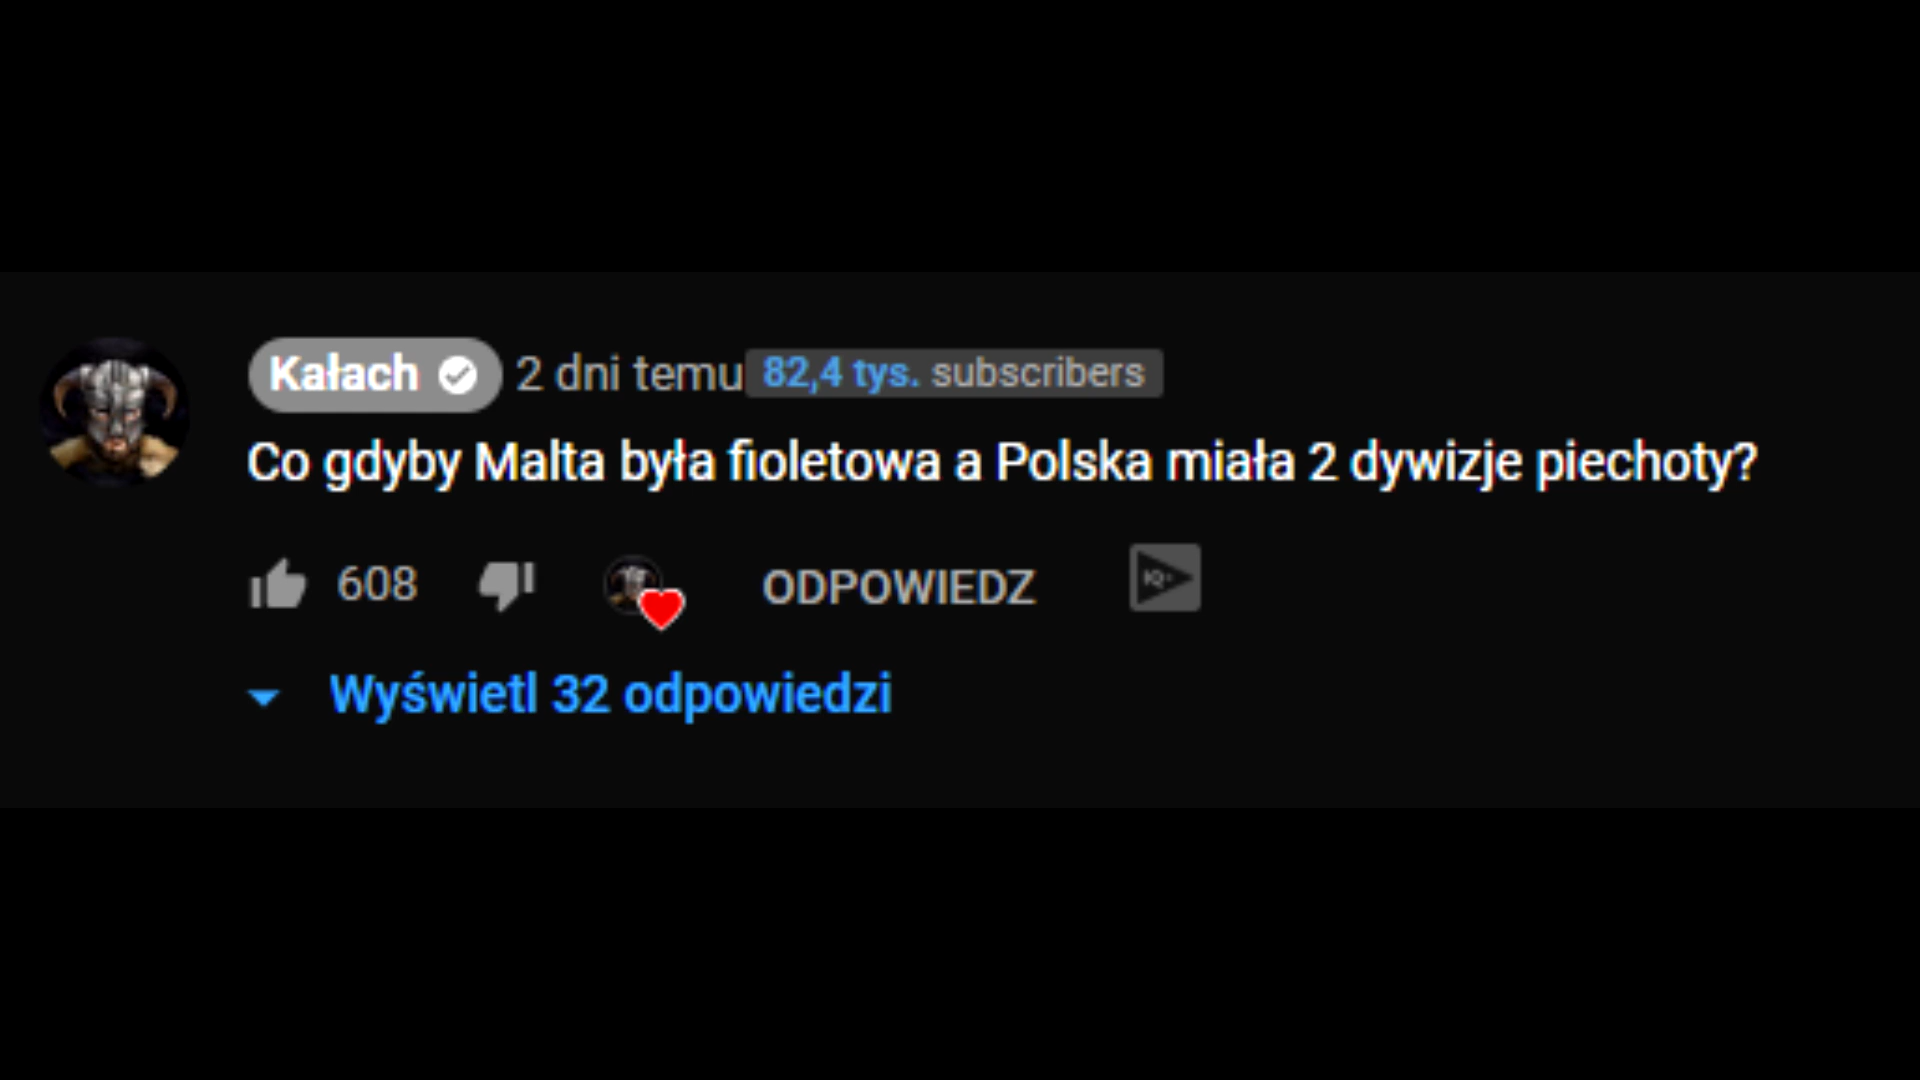 Kałach 2 dni temu 82,4 tys. subscribers
Co gdyby Malta była fioletowa a Polska miała 2 dywizje piechoty?
608 ODPOWIEDZ IQ
Wyświetl 32 odpowiedzi